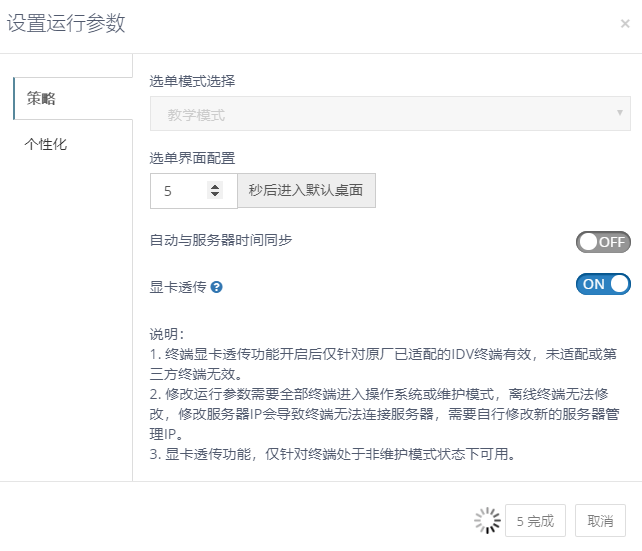 设置运行参数
×
策略
个性化
选单模式选择
教学模式
选单界面配置
5 秒后进入默认桌面
自动与服务器时间同步 OFF
显卡透传 ? ON
说明：
1. 终端显卡透传功能开启后仅针对原厂已适配的IDV终端有效，未适配或第
三方终端无效。
2. 修改运行参数需要全部终端进入操作系统或维护模式，离线终端无法修
改，修改服务器IP会导致终端无法连接服务器，需要自行修改新的服务器管
理IP。
3. 显卡透传功能，仅针对终端处于非维护模式状态下可用。
5 完成 取消